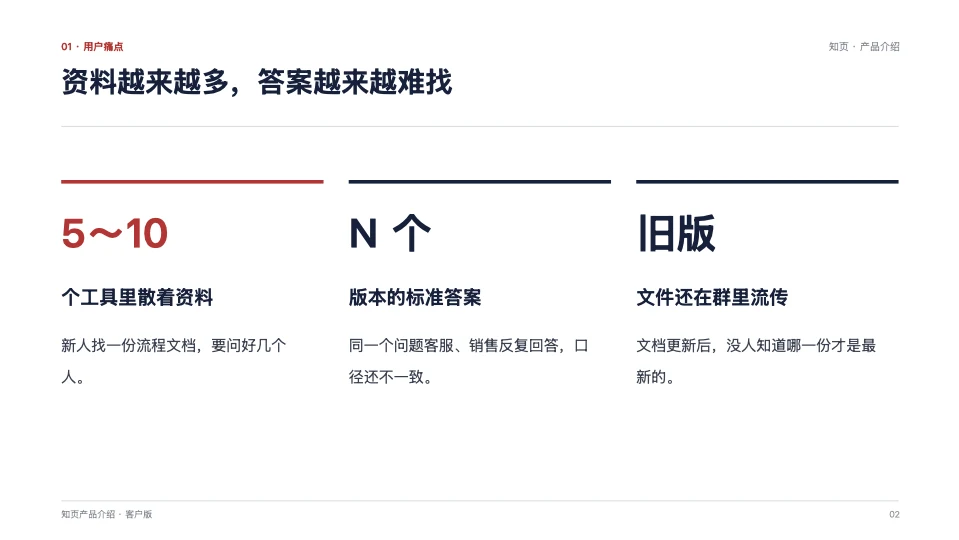 01 · 用户痛点
知页 · 产品介绍
资料越来越多，答案越来越难找
5～10
个工具里散着资料
新人找一份流程文档，要问好几个
人。
N 个
版本的标准答案
同一个问题客服、销售反复回答，口
径还不一致。
旧版
文件还在群里流传
文档更新后，没人知道哪一份才是最
新的。
知页产品介绍 · 客户版
02